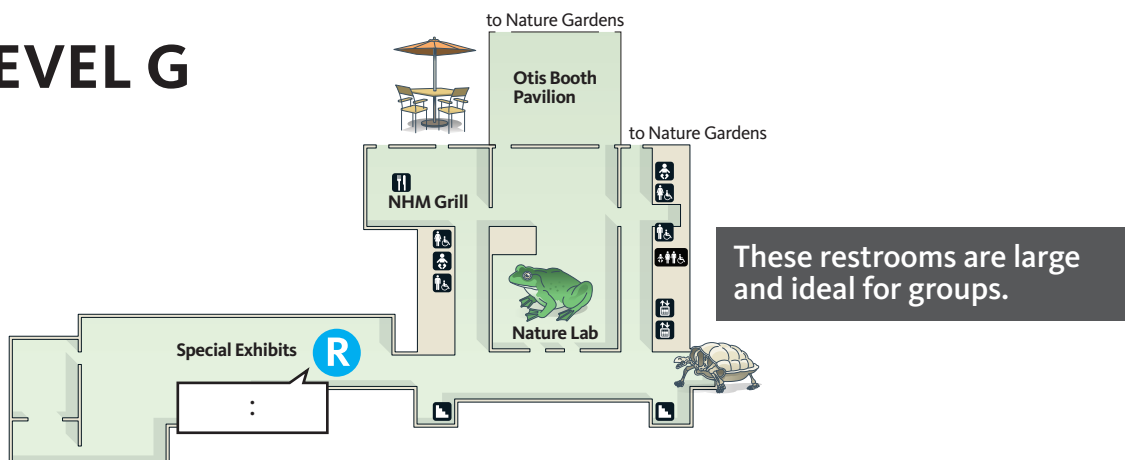 to Nature Gardens
EVEL G
Otis Booth
Pavilion
to Nature Gardens
NHM Grill
These restrooms are large
and ideal for groups.
Nature Lab
Special Exhibits
R
: